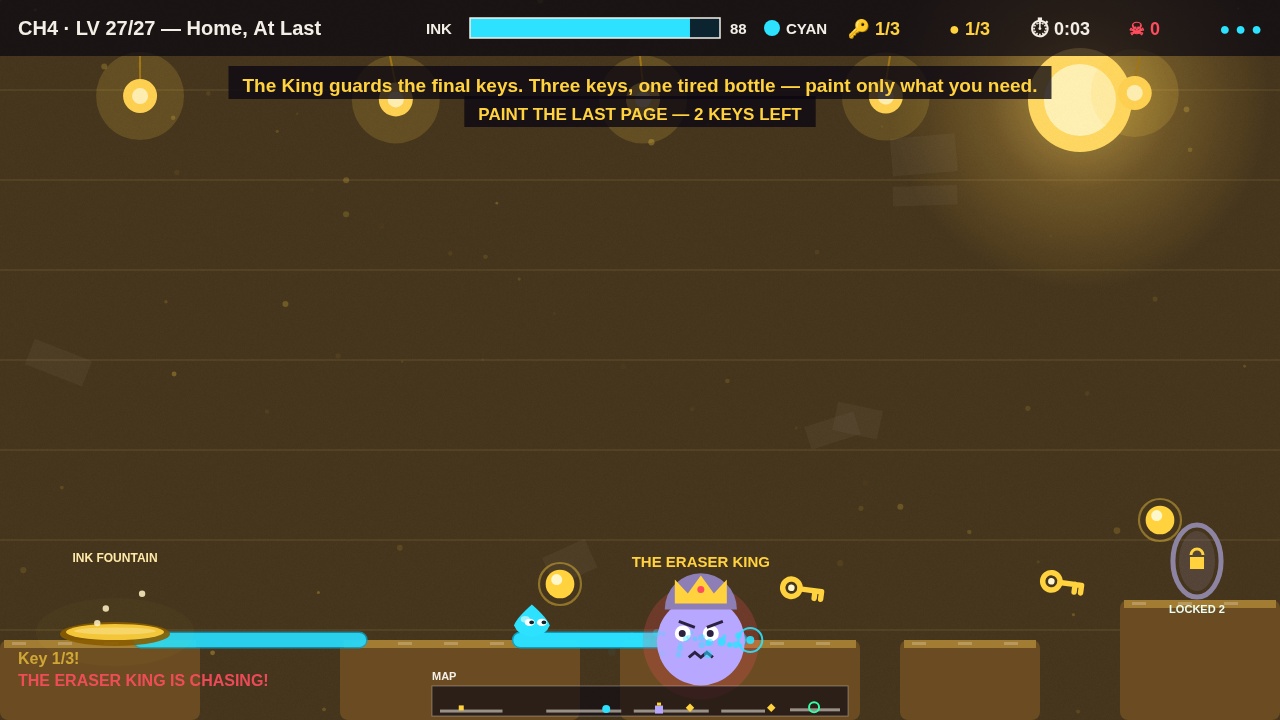 CH4 · LV 27/27 — Home, At Last INK 88 CYAN 1/3 1/3 0:03 0
The King guards the final keys. Three keys, one tired bottle — paint only what you need.
PAINT THE LAST PAGE — 2 KEYS LEFT
INK FOUNTAIN
THE ERASER KING
LOCKED 2
Key 1/3!
THE ERASER KING IS CHASING!
MAP